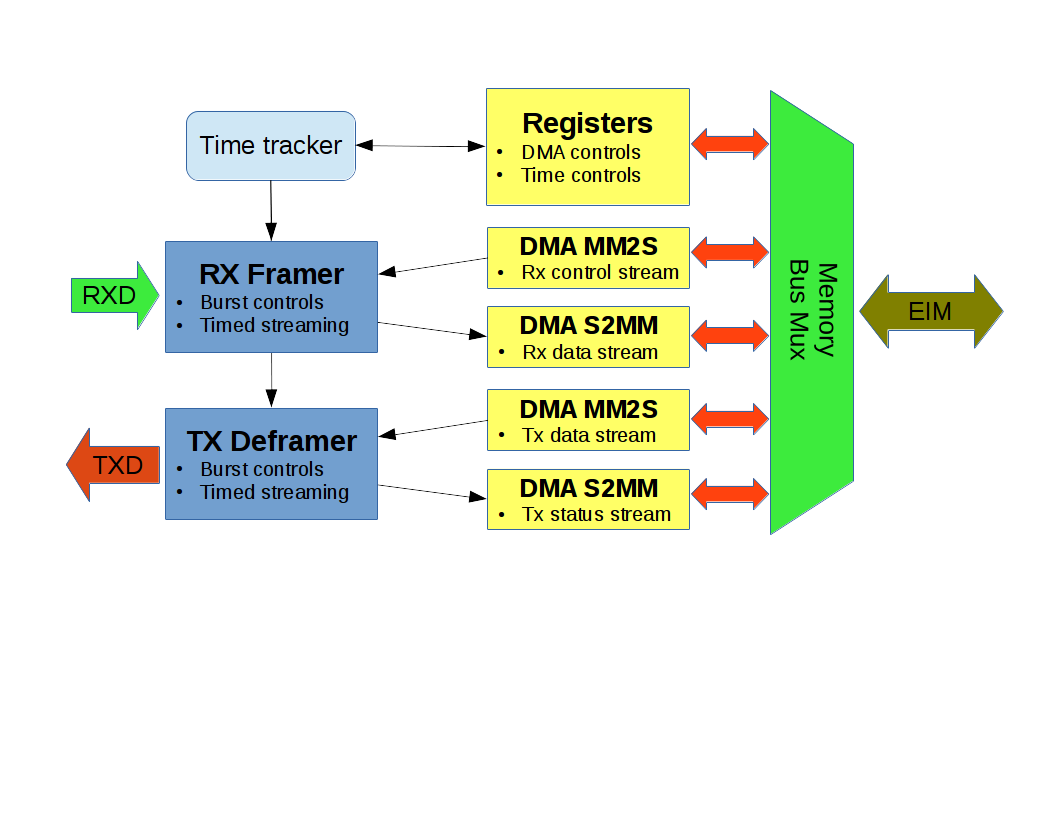 Time tracker
Registers
• DMA controls
• Time controls
RXD
RX Framer
• Burst controls
• Timed streaming
DMA MM2S
• Rx control stream
DMA S2MM
• Rx data stream
TXD
TX Deframer
• Burst controls
• Timed streaming
DMA MM2S
• Tx data stream
DMA S2MM
• Tx status stream
Memory
Bus Mux
EIM